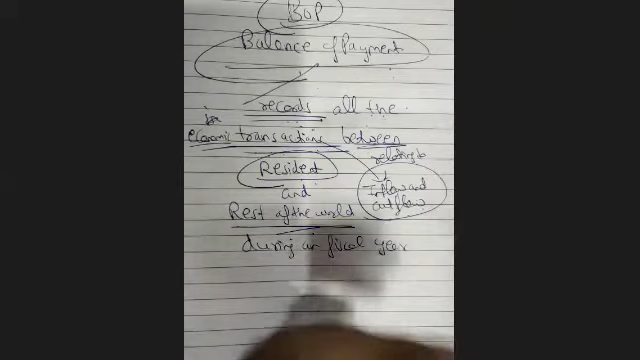 BOP
Balance of Payment
records all the
economic transactions between
relating to
Resident
Inflow and
outflow
and
Rest of the world
during an fiscal year